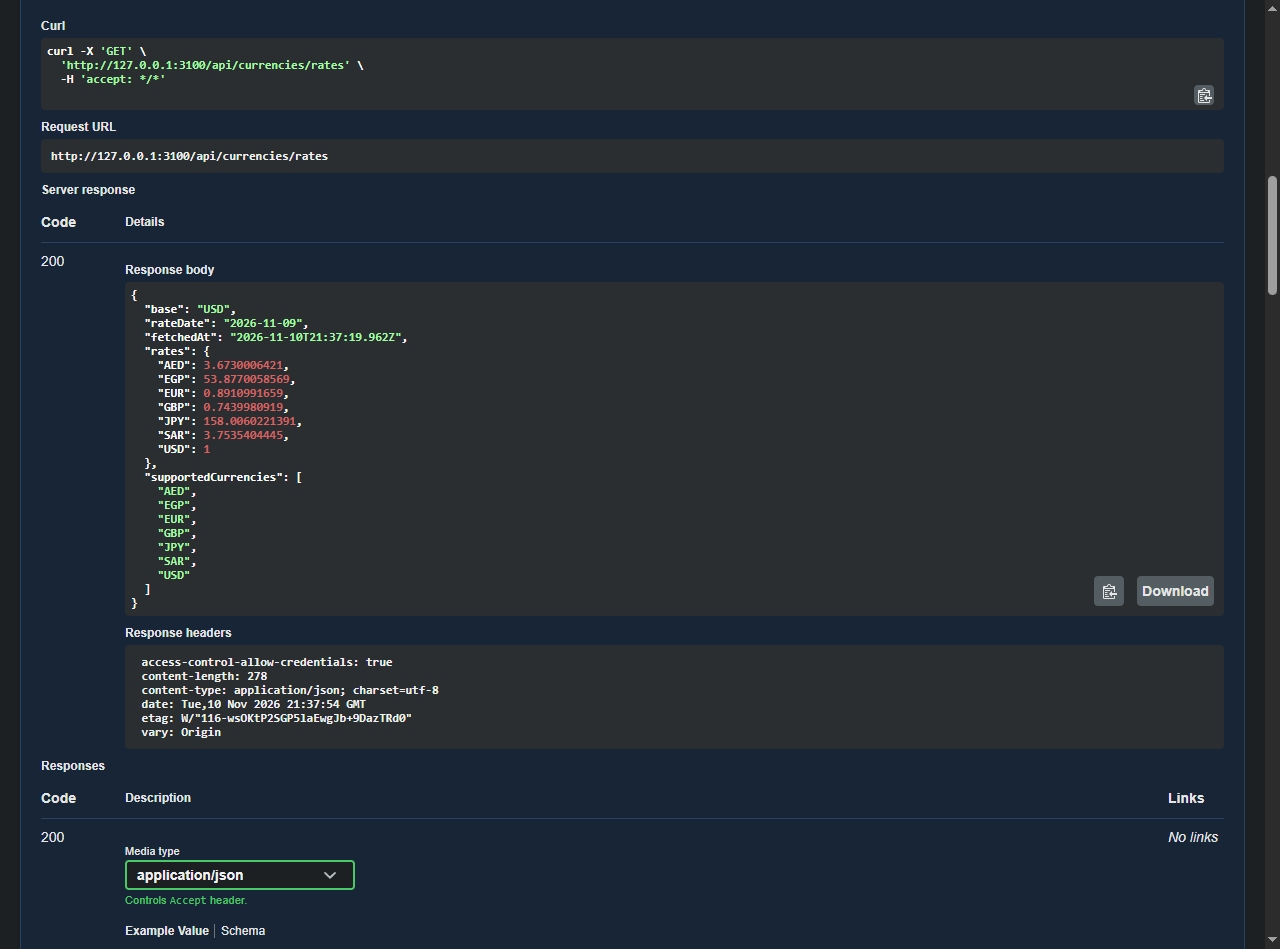 Curl
curl -X 'GET' \
  'http://127.0.0.1:3100/api/currencies/rates' \
  -H 'accept: */*'
Request URL
http://127.0.0.1:3100/api/currencies/rates
Server response
Code Details
200
Response body
{
  "base": "USD",
  "rateDate": "2026-11-09",
  "fetchedAt": "2026-11-10T21:37:19.962Z",
  "rates": {
    "AED": 3.6730006421,
    "EGP": 53.8770058569,
    "EUR": 0.8910991659,
    "GBP": 0.7439980919,
    "JPY": 158.0060221391,
    "SAR": 3.7535404445,
    "USD": 1
  },
  "supportedCurrencies": [
    "AED",
    "EGP",
    "EUR",
    "GBP",
    "JPY",
    "SAR",
    "USD"
  ]
}
Download
Response headers
access-control-allow-credentials: true
content-length: 278
content-type: application/json; charset=utf-8
date: Tue,10 Nov 2026 21:37:54 GMT
etag: W/"116-wsOKtP2SGP5laEwgJb+9DazTRd0"
vary: Origin
Responses
Code Description Links
200 No links
Media type
application/json
Controls Accept header.
Example Value | Schema